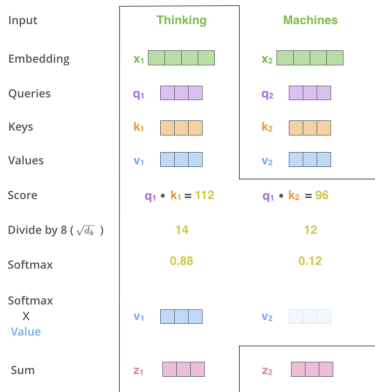 Input Thinking Machines
Embedding x₁ x₂
Queries q₁ q₂
Keys k₁ k₂
Values v₁ v₂
Score q₁ • k₁ = 112 q₁ • k₂ = 96
Divide by 8 ( √dₖ ) 14 12
Softmax 0.88 0.12
Softmax
X
Value v₁ v₂
Sum z₁ z₂